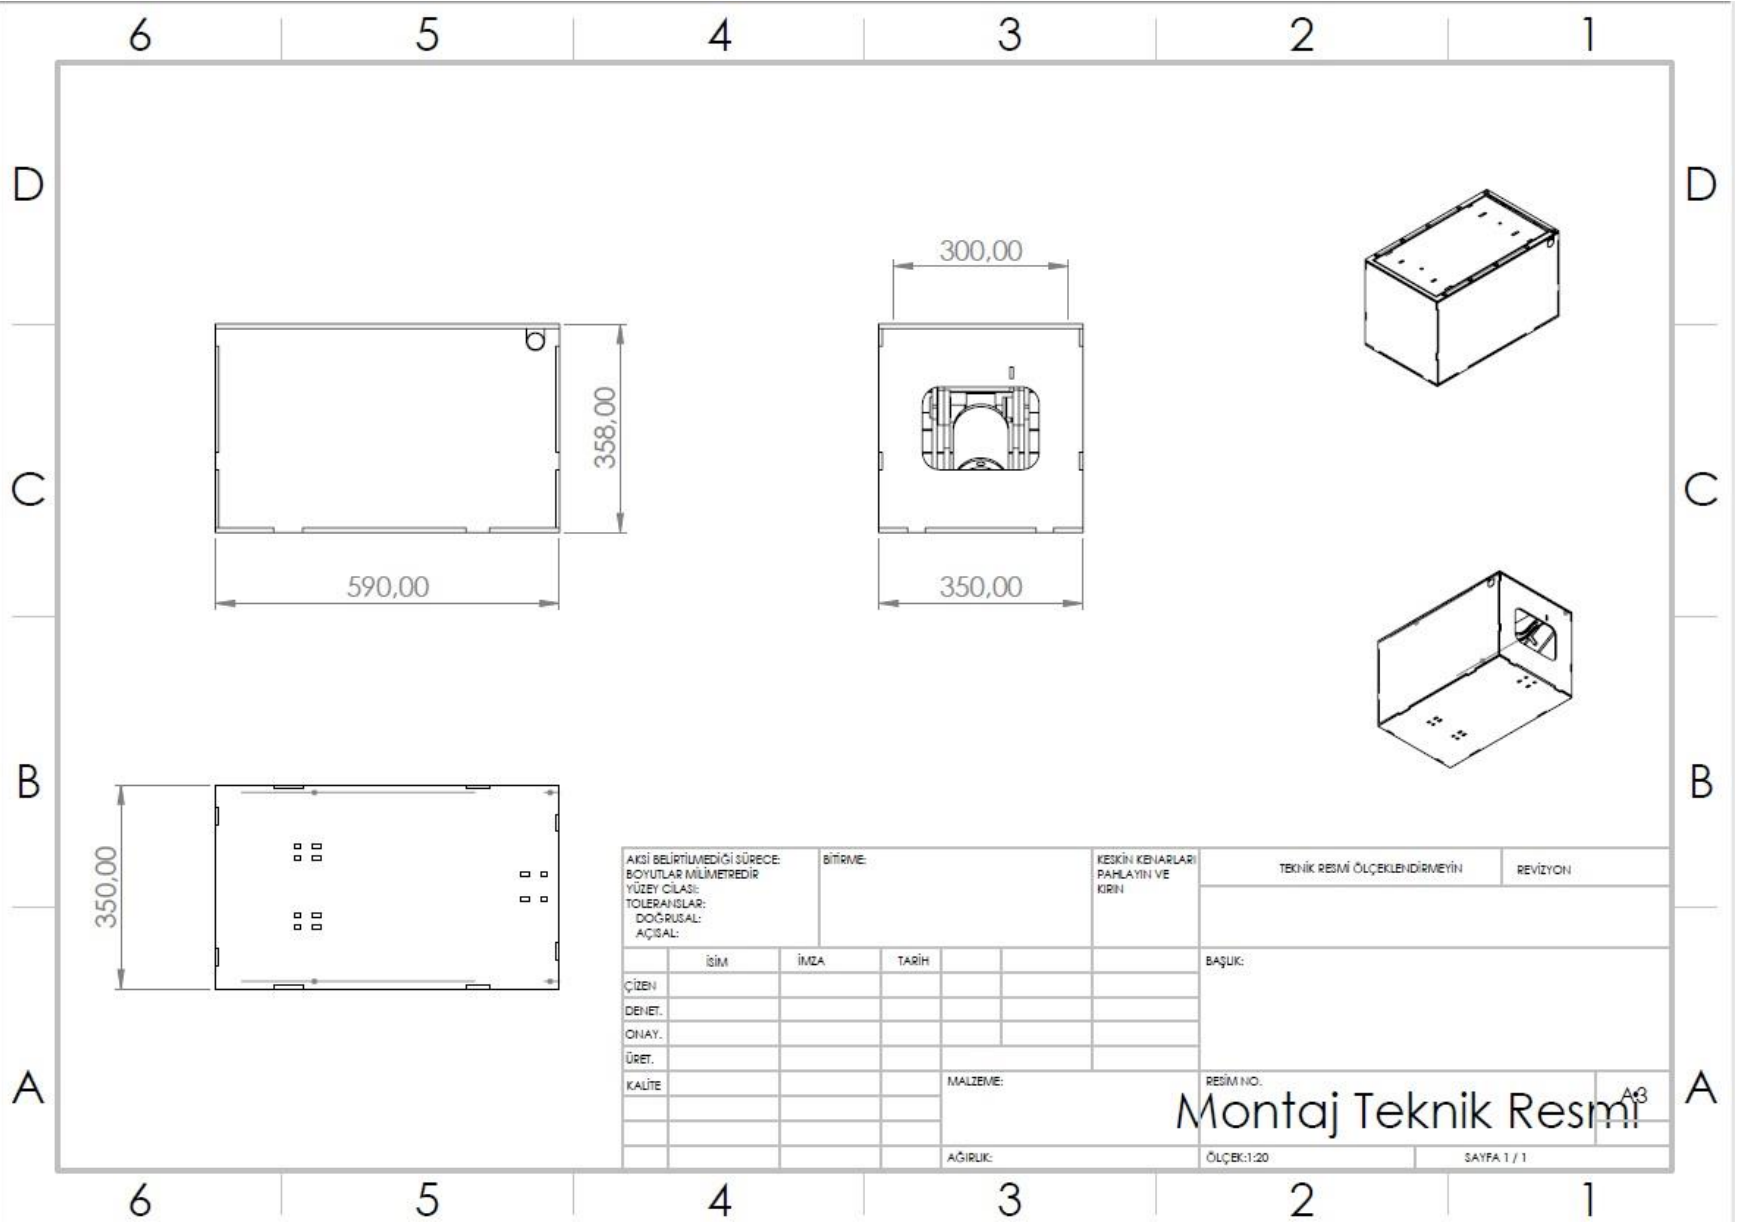 6 5 4 3 2 1
D D
300,00
358,00
C C
590,00 350,00
B B
350,00
AKSİ BELİRTİLMEDİĞİ SÜRECE:
BOYUTLAR MİLİMETREDİR
YÜZEY CİLASI:
TOLERANSLAR:
DOĞRUSAL:
AÇISAL:
BİTİRME:
KESKİN KENARLARI
PAHLAYIN VE
KIRIN
TEKNİK RESMİ ÖLÇEKLENDİRMEYİN
REVİZYON
İSİM İMZA TARİH
BAŞLIK:
ÇİZEN
DENET.
ONAY.
ÜRET.
KALİTE
MALZEME:
RESİM NO.
Montaj Teknik Resmi
A3
A A
AĞIRLIK:
ÖLÇEK:1:20
SAYFA 1 / 1
6 5 4 3 2 1